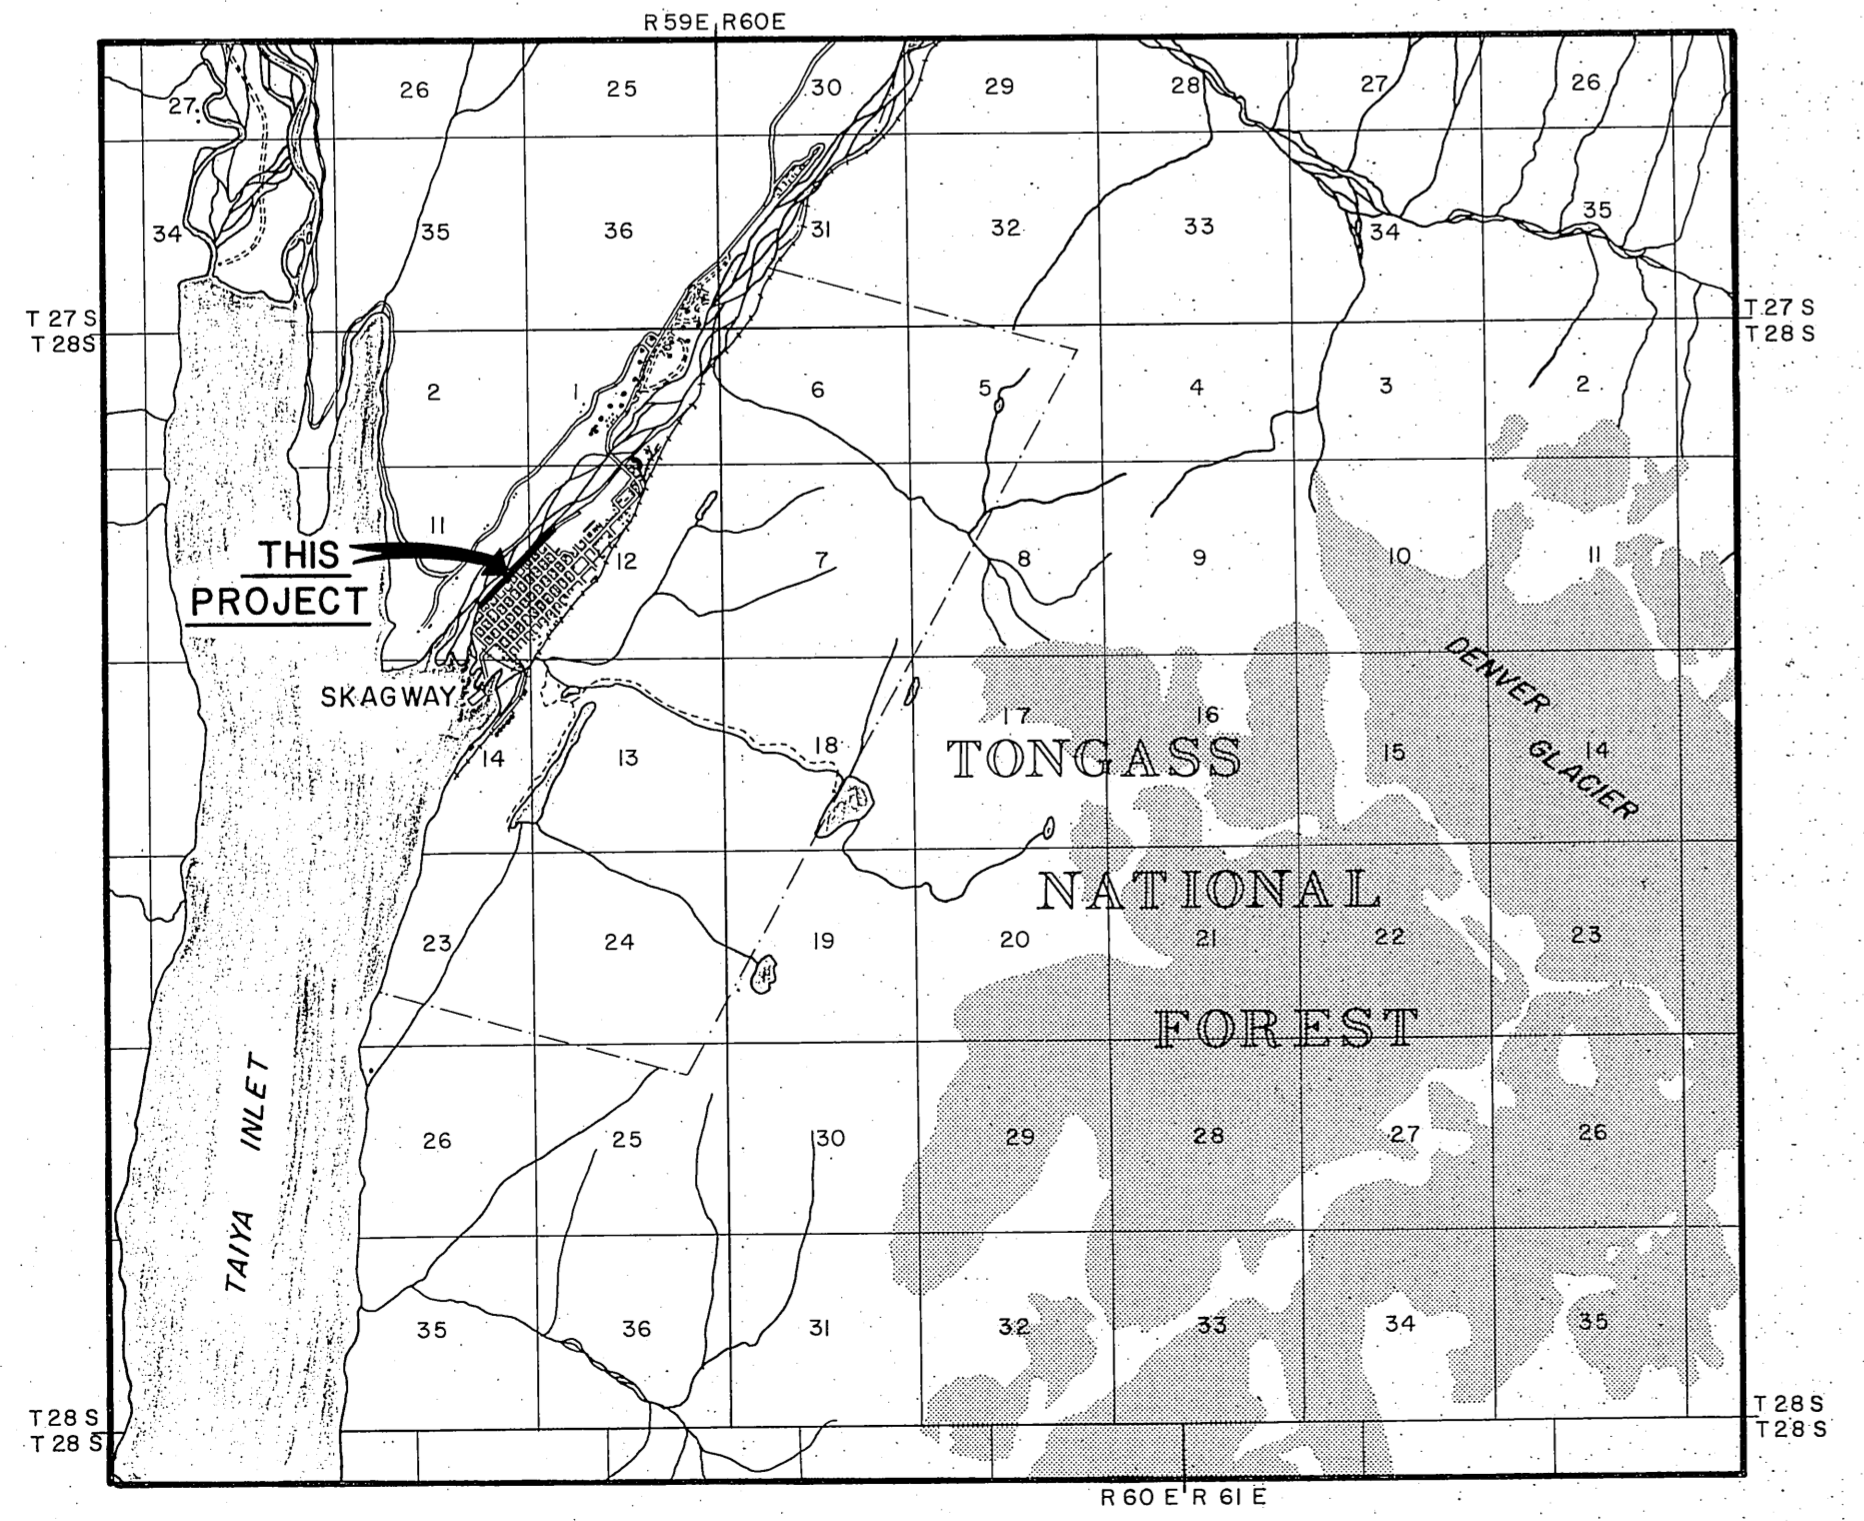 R59E R60E
27 26 25 30 29 28 27 26
34 35 36 31 32 33 34 35
T 27 S T 27 S
T 28S T 28 S
2 1 6 5 4 3 2
11 12 7 8 9 10 11
THIS
PROJECT
DENVER
GLACIER
SKAGWAY
14 13 18 17 16 15 14
TONGASS
NATIONAL
23 24 19 20 21 22 23
FOREST
TAIYA INLET
26 25 30 29 28 27 26
35 36 31 32 33 34 35
T 28 S T 28 S
T 28 S T 28 S
R 60 E R 61 E